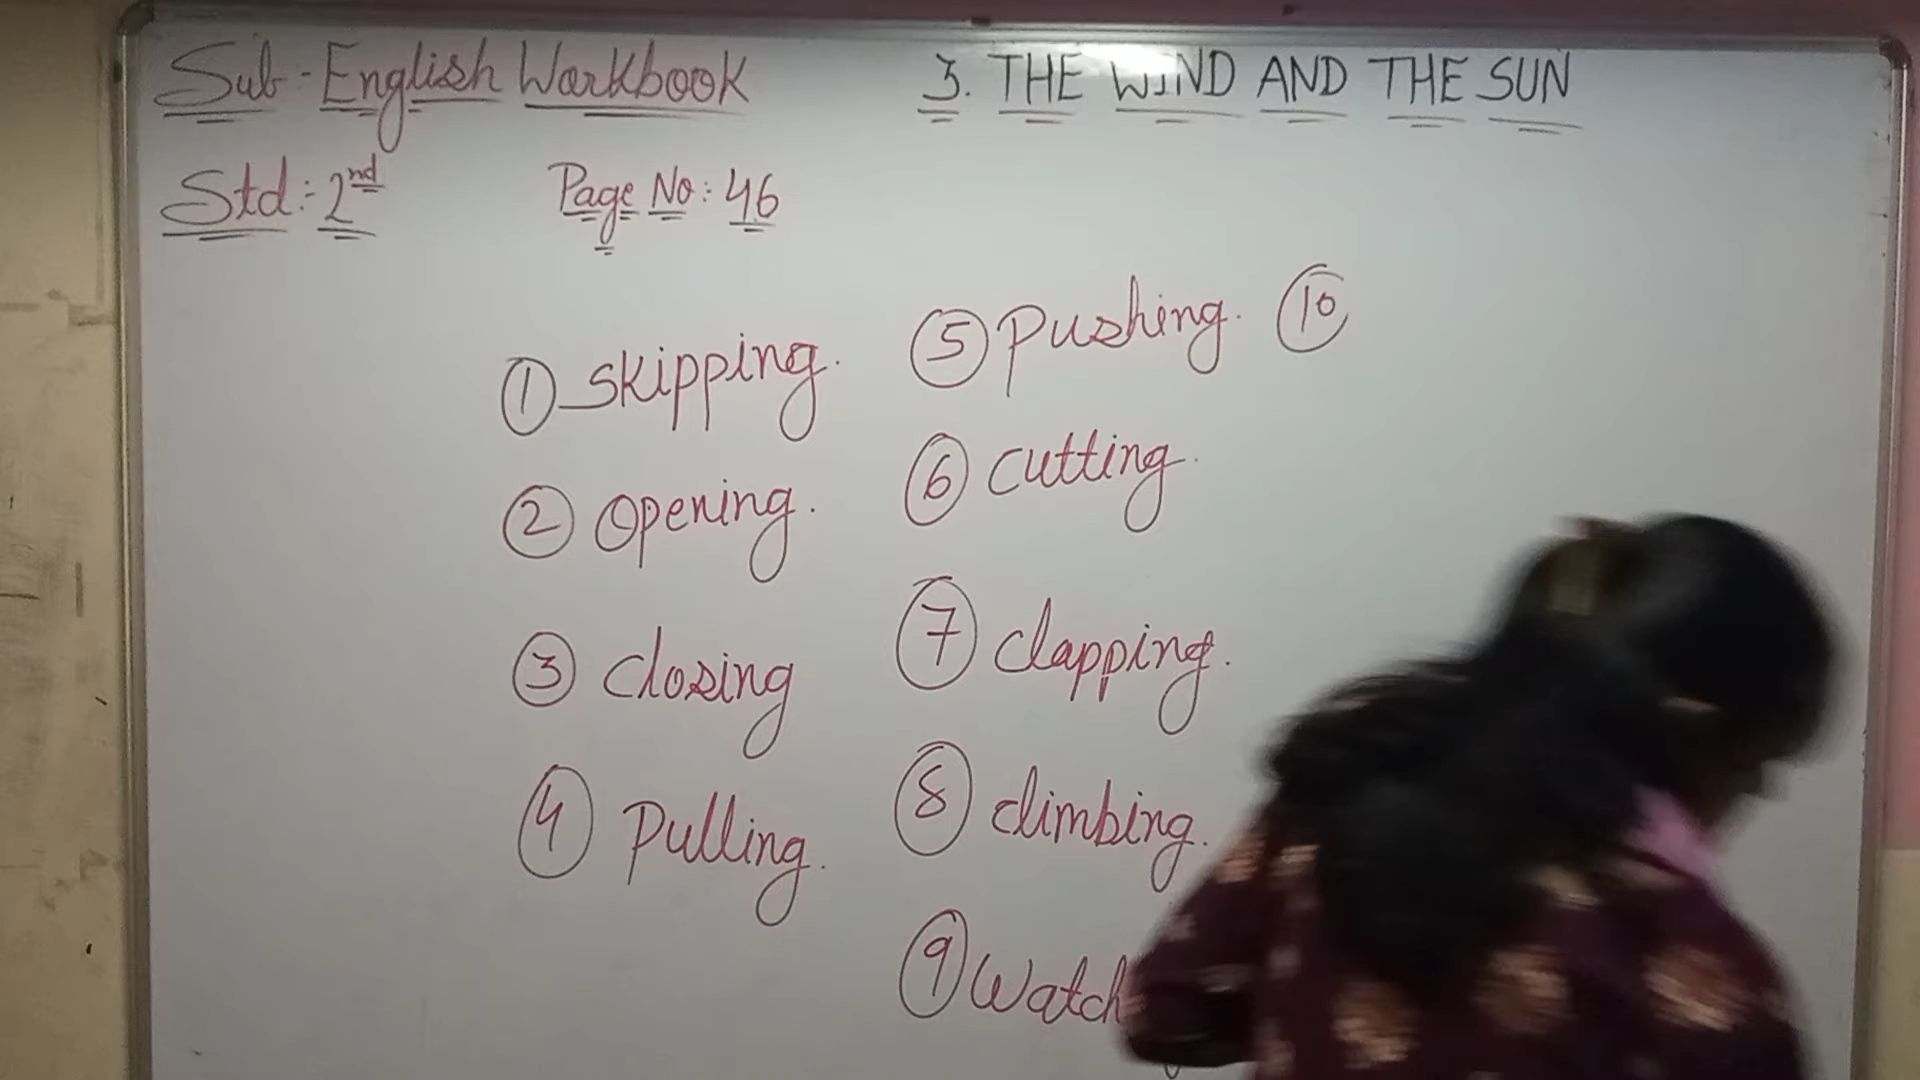 Sub - English Workbook
3. THE WIND AND THE SUN
Std :- 2nd
Page No : 46
① skipping.
② Opening.
③ closing
④ Pulling.
⑤ Pushing.
⑥ cutting.
⑦ clapping.
⑧ climbing.
⑨ Watch
⑩